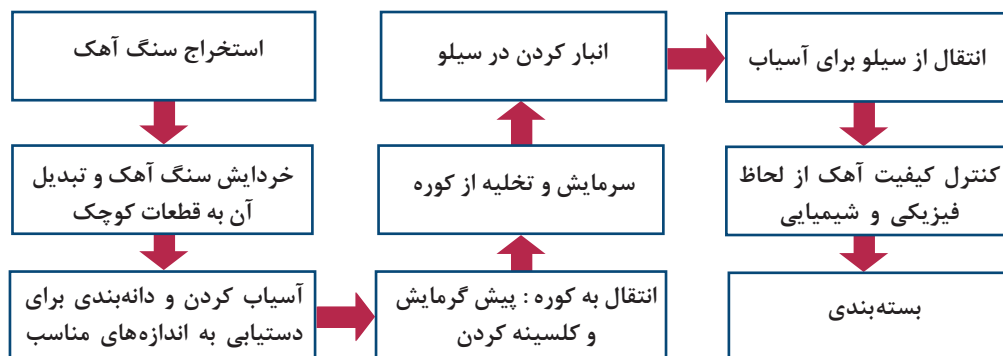 استخراج سنگ آهک
خردایش سنگ آهک و تبدیل
آن به قطعات کوچک
آسیاب کردن و دانه‌بندی برای
دستیابی به اندازه‌های مناسب
انتقال به کوره : پیش گرمایش
و کلسینه کردن
سرمایش و تخلیه از کوره
انبار کردن در سیلو
انتقال از سیلو برای آسیاب
کنترل کیفیت آهک از لحاظ
فیزیکی و شیمیایی
بسته‌بندی